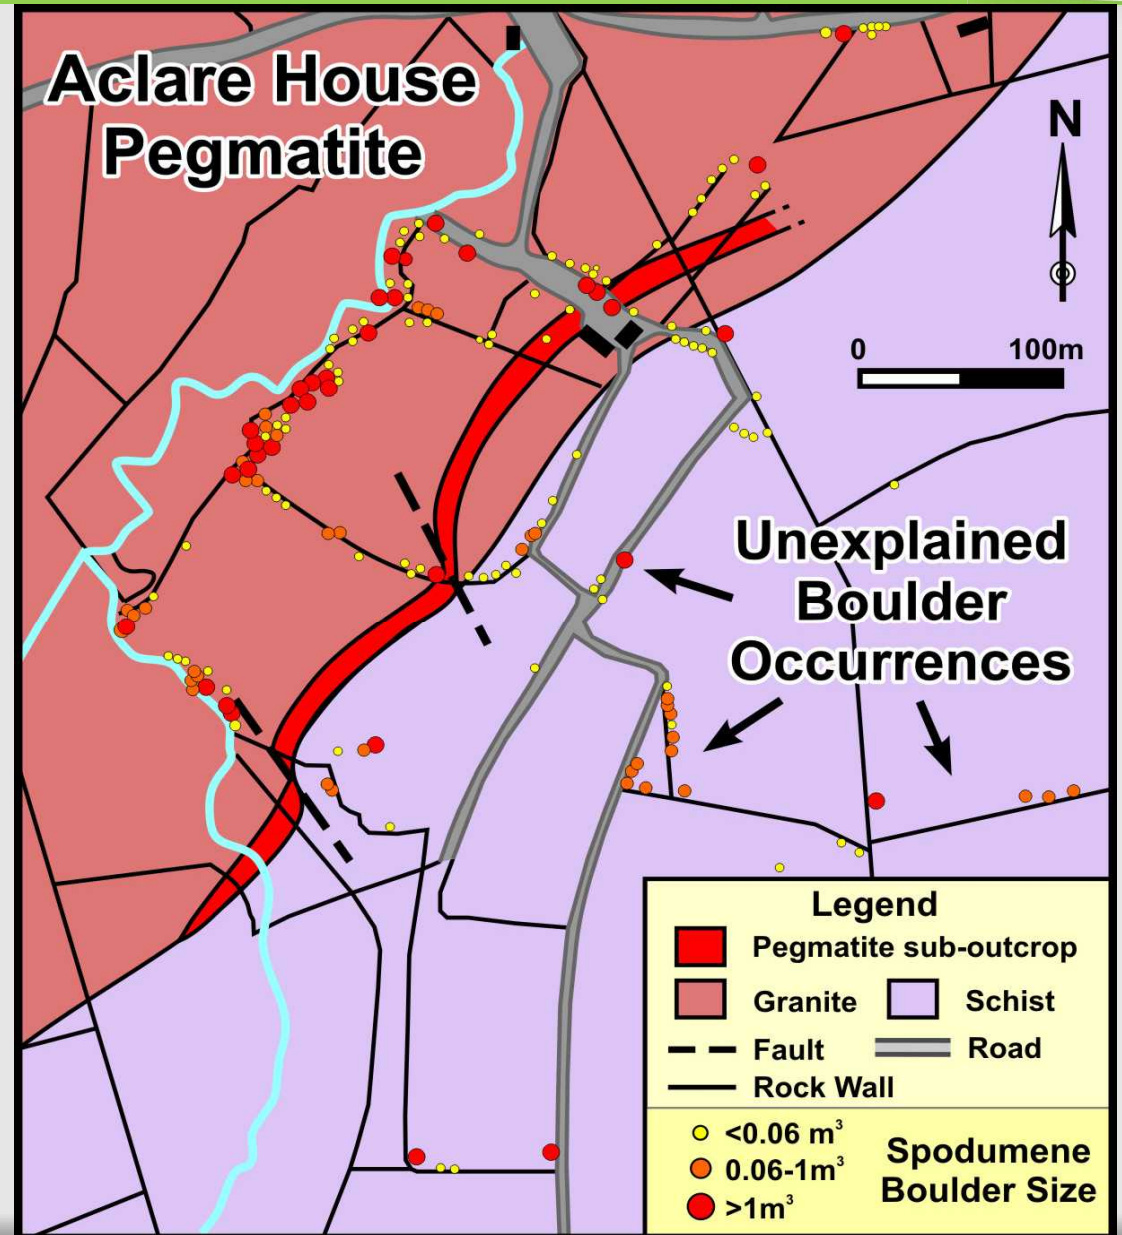 Aclare House
Pegmatite
N
0 100m
Unexplained
Boulder
Occurrences
Legend
Pegmatite sub-outcrop
Granite Schist
Fault Road
Rock Wall
<0.06 m³
0.06-1m³
>1m³
Spodumene
Boulder Size